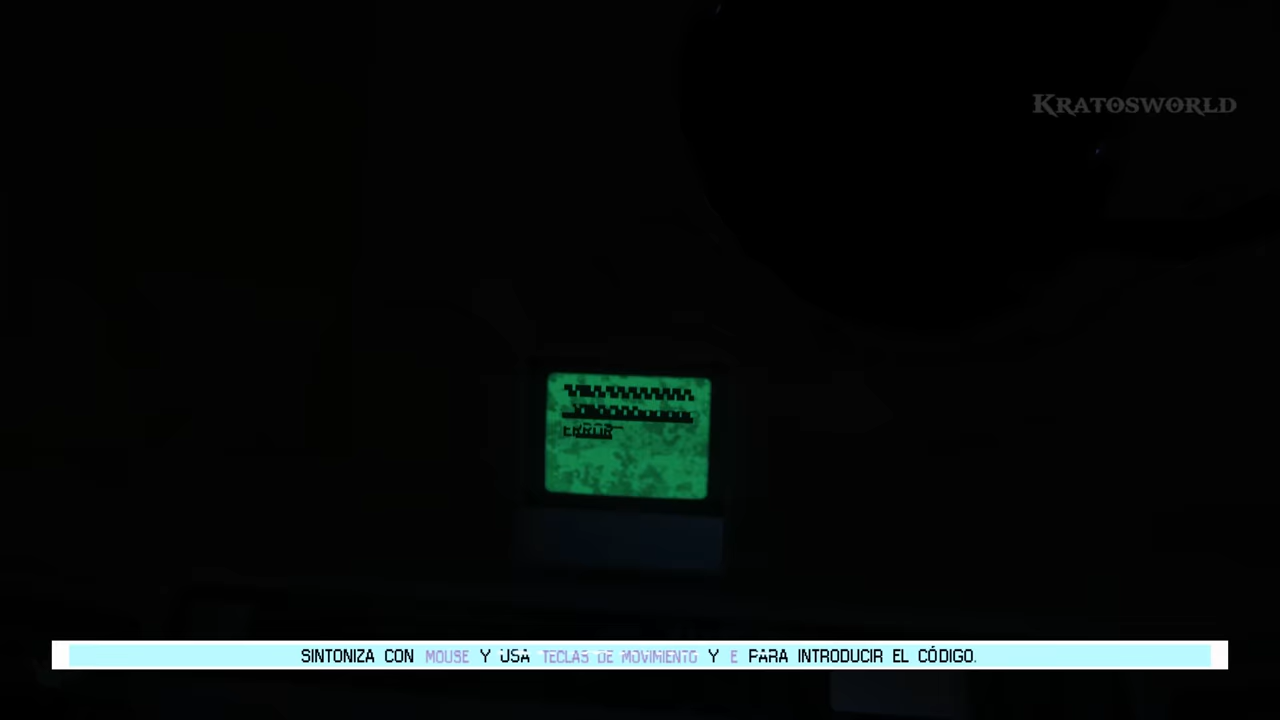 KRATOSWORLD
ERROR
SINTONIZA CON MOUSE Y USA TECLAS DE MOVIMIENTO Y E PARA INTRODUCIR EL CÓDIGO.